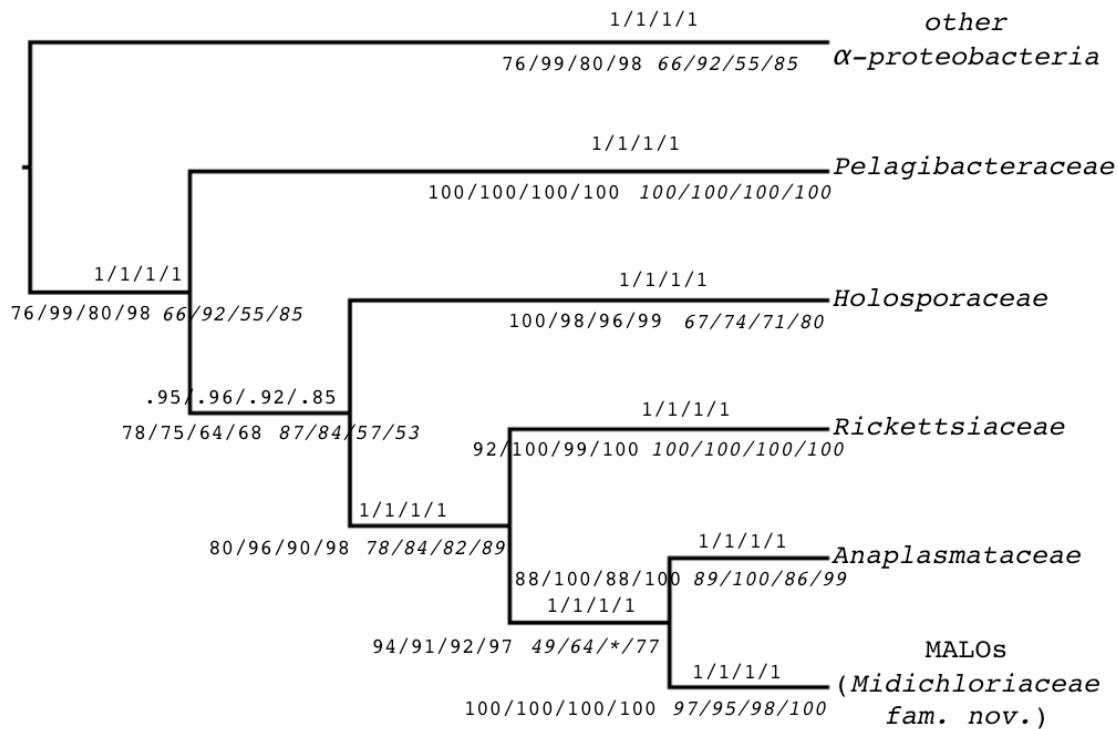 1/1/1/1
other
α-proteobacteria
76/99/80/98 66/92/55/85
1/1/1/1
Pelagibacteraceae
100/100/100/100 100/100/100/100
1/1/1/1
1/1/1/1
Holosporaceae
76/99/80/98 66/92/55/85
100/98/96/99 67/74/71/80
.95/.96/.92/.85
1/1/1/1
78/75/64/68 87/84/57/53
Rickettsiaceae
92/100/99/100 100/100/100/100
1/1/1/1
80/96/90/98 78/84/82/89
1/1/1/1
Anaplasmataceae
88/100/88/100 89/100/86/99
1/1/1/1
94/91/92/97 49/64/*/77
MALOs
1/1/1/1
(Midichloriaceae
100/100/100/100 97/95/98/100
fam. nov.)